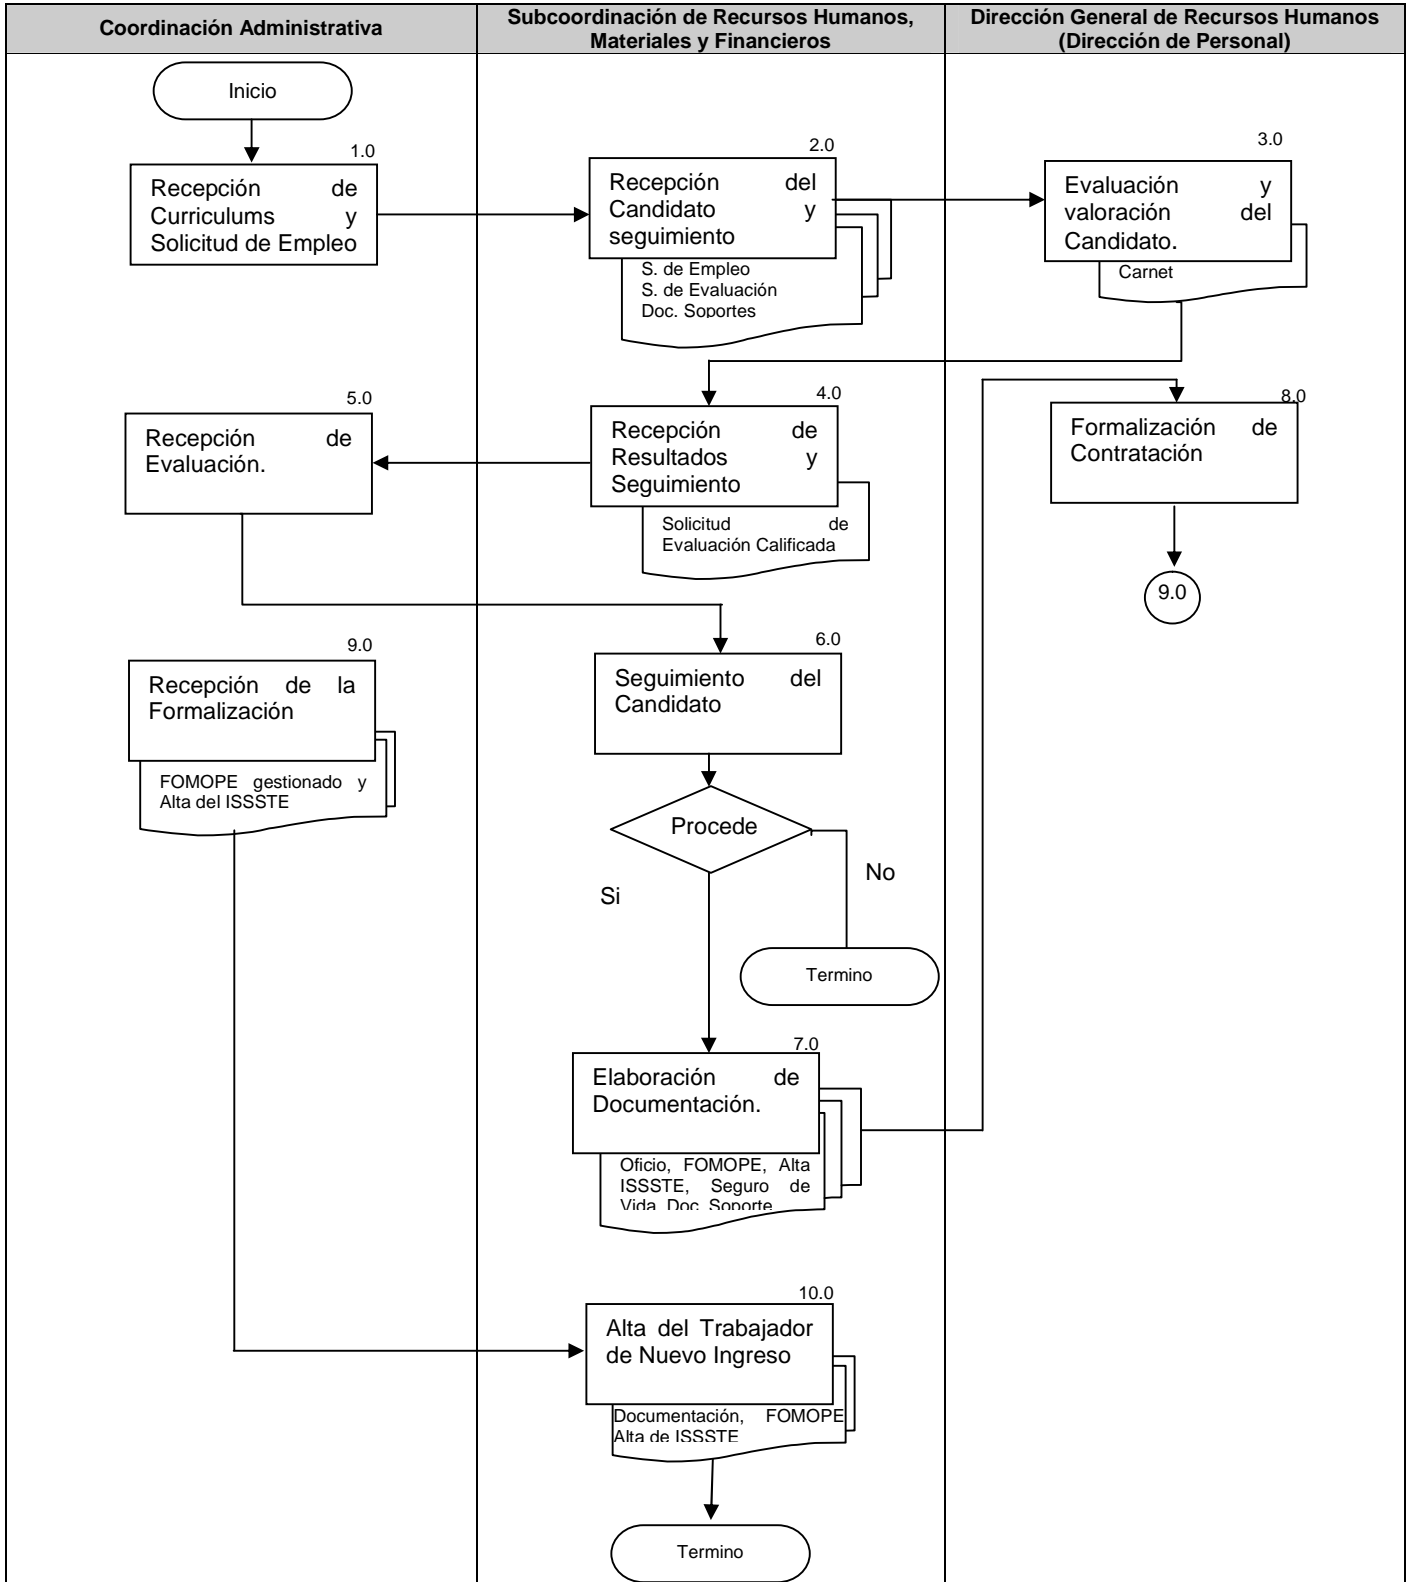 Coordinación Administrativa
Subcoordinación de Recursos Humanos,
Materiales y Financieros
Dirección General de Recursos Humanos
(Dirección de Personal)
Inicio
1.0
Recepción de
Curriculums y
Solicitud de Empleo
2.0
Recepción del
Candidato y
seguimiento
S. de Empleo
S. de Evaluación
Doc. Soportes
3.0
Evaluación y
valoración del
Candidato.
Carnet
5.0
Recepción de
Evaluación.
4.0
Recepción de
Resultados y
Seguimiento
Solicitud de
Evaluación Calificada
8.0
Formalización de
Contratación
9.0
9.0
Recepción de la
Formalización
FOMOPE gestionado y
Alta del ISSSTE
6.0
Seguimiento del
Candidato
Procede
No
Si
Termino
7.0
Elaboración de
Documentación.
Oficio, FOMOPE, Alta
ISSSTE, Seguro de
Vida Doc Soporte
10.0
Alta del Trabajador
de Nuevo Ingreso
Documentación, FOMOPE
Alta de ISSSTE
Termino